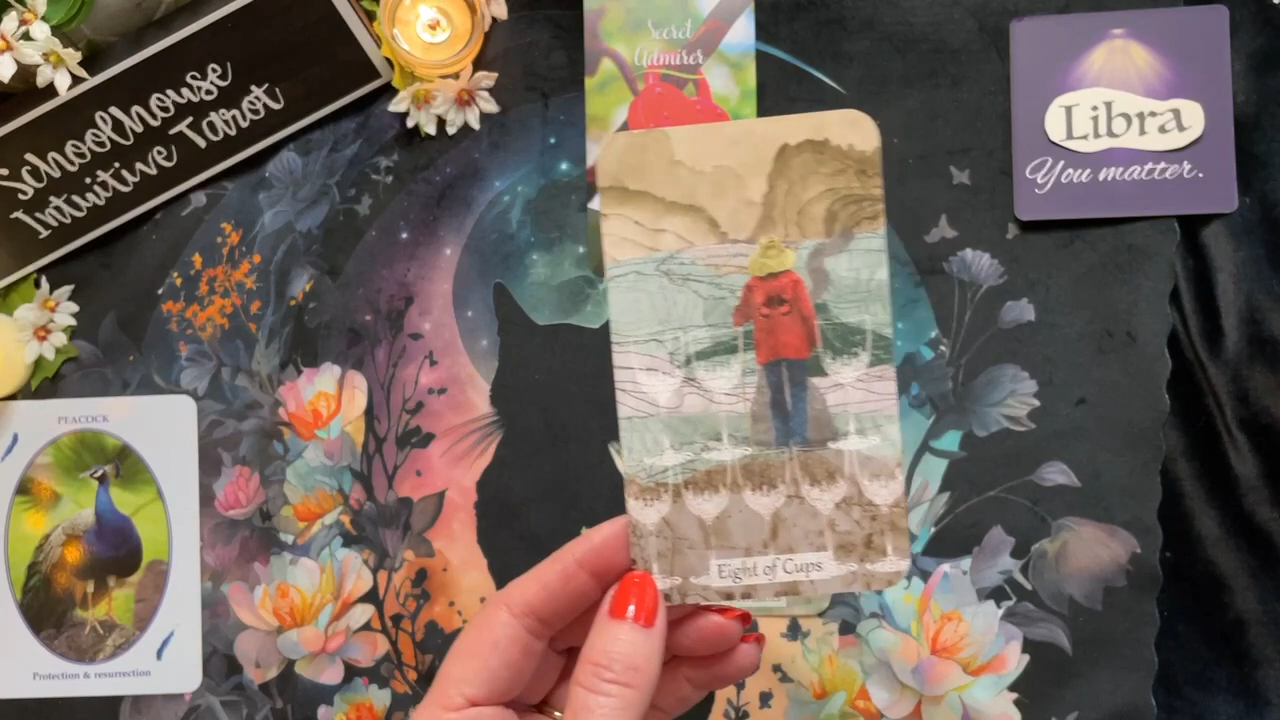 Schoolhouse
Intuitive Tarot
Secret
Admirer
Libra
You matter.
PEACOCK
Protection & resurrection
Eight of Cups